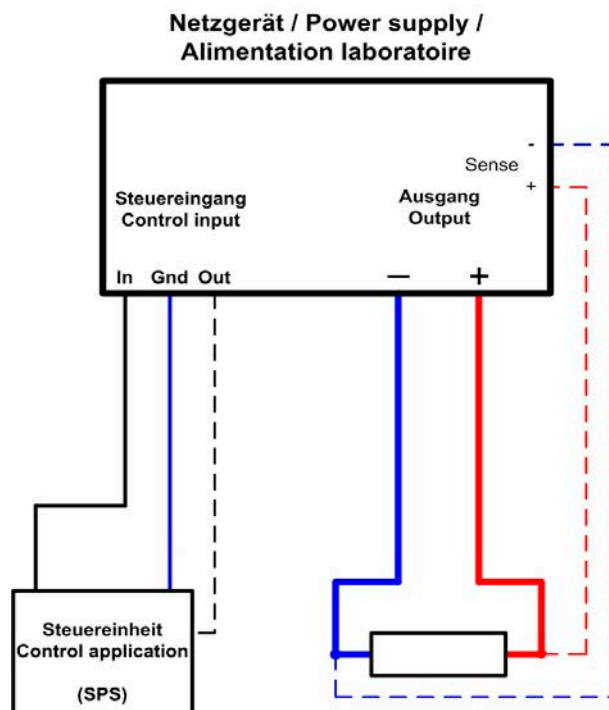 Netzgerät / Power supply /
Alimentation laboratoire
-
Sense
+
Steuereingang
Control input
Ausgang
Output
In Gnd Out
— +
Steuereinheit
Control application
(SPS)